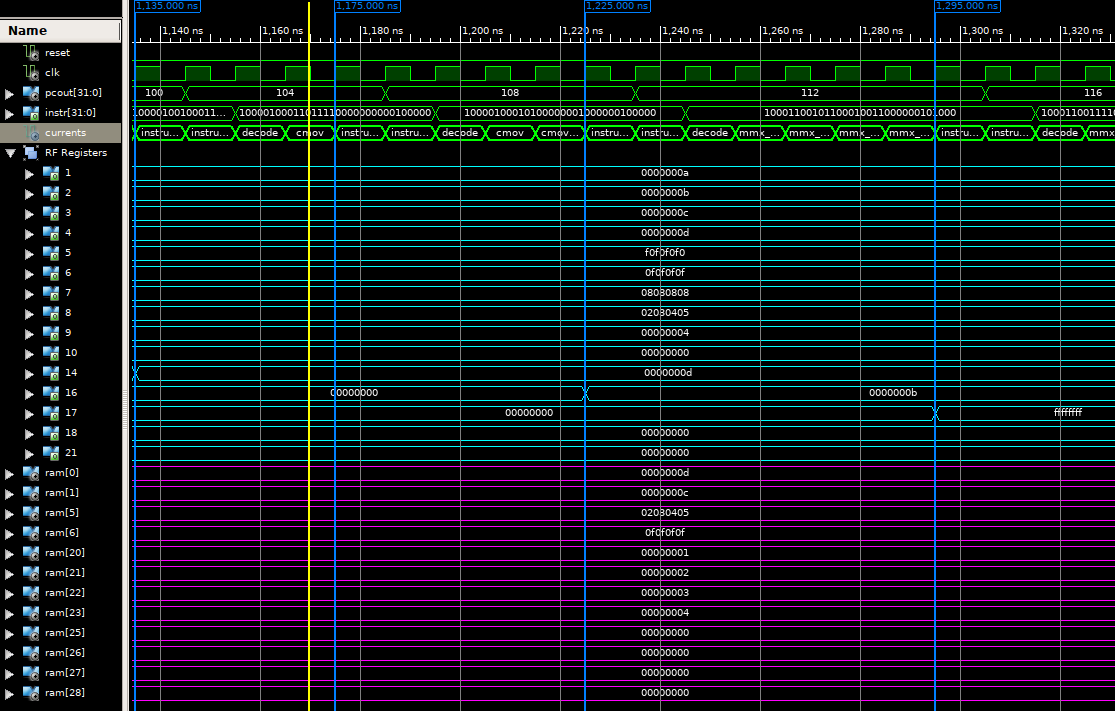 1,135.000 ns 1,175.000 ns 1,225.000 ns 1,295.000 ns
Name 1,140 ns 1,160 ns 1,180 ns 1,200 ns 1,220 ns 1,240 ns 1,260 ns 1,280 ns 1,300 ns 1,320 ns
reset
clk
pcout[31:0] 100 104 108 112 116
instr[31:0] 10000100100011...
currents instru... instru... decode cmov instru... instru... decode cmov cmov... instru... instru... decode mmx_... mmx_... mmx_... mmx_... instru... instru... decode mmx
RF Registers
1 0000000a
2 0000000b
3 0000000c
4 0000000d
5 f0f0f0f0
6 0f0f0f0f
7 08080808
8 02030405
9 00000004
10 00000000
14 0000000d
16 00000000 0000000b
17 00000000 ffffffff
18 00000000
21 00000000
ram[0] 0000000d
ram[1] 0000000c
ram[5] 02030405
ram[6] 0f0f0f0f
ram[20] 00000001
ram[21] 00000002
ram[22] 00000003
ram[23] 00000004
ram[25] 00000000
ram[26] 00000000
ram[27] 00000000
ram[28] 00000000